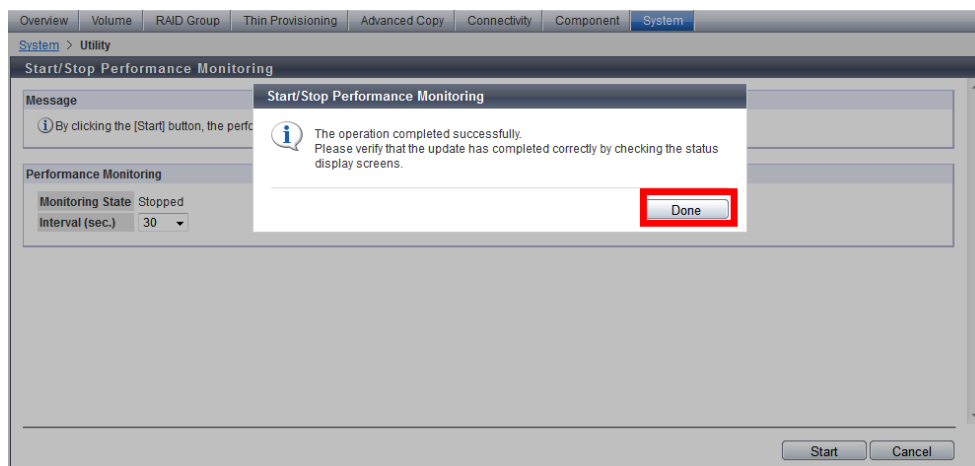 Overview Volume RAID Group Thin Provisioning Advanced Copy Connectivity Component System
System > Utility
Start/Stop Performance Monitoring
Message
By clicking the [Start] button, the
Start/Stop Performance Monitoring
The operation completed successfully.
Please verify that the update has completed correctly by checking the status
display screens.
Done
Performance Monitoring
Monitoring State Stopped
Interval (sec.) 30
Start Cancel